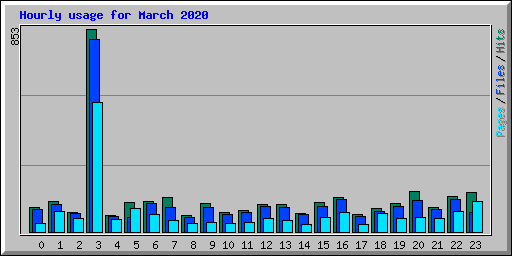 Hourly usage for March 2020
853
Pages/Files/Hits
0 1 2 3 4 5 6 7 8 9 10 11 12 13 14 15 16 17 18 19 20 21 22 23